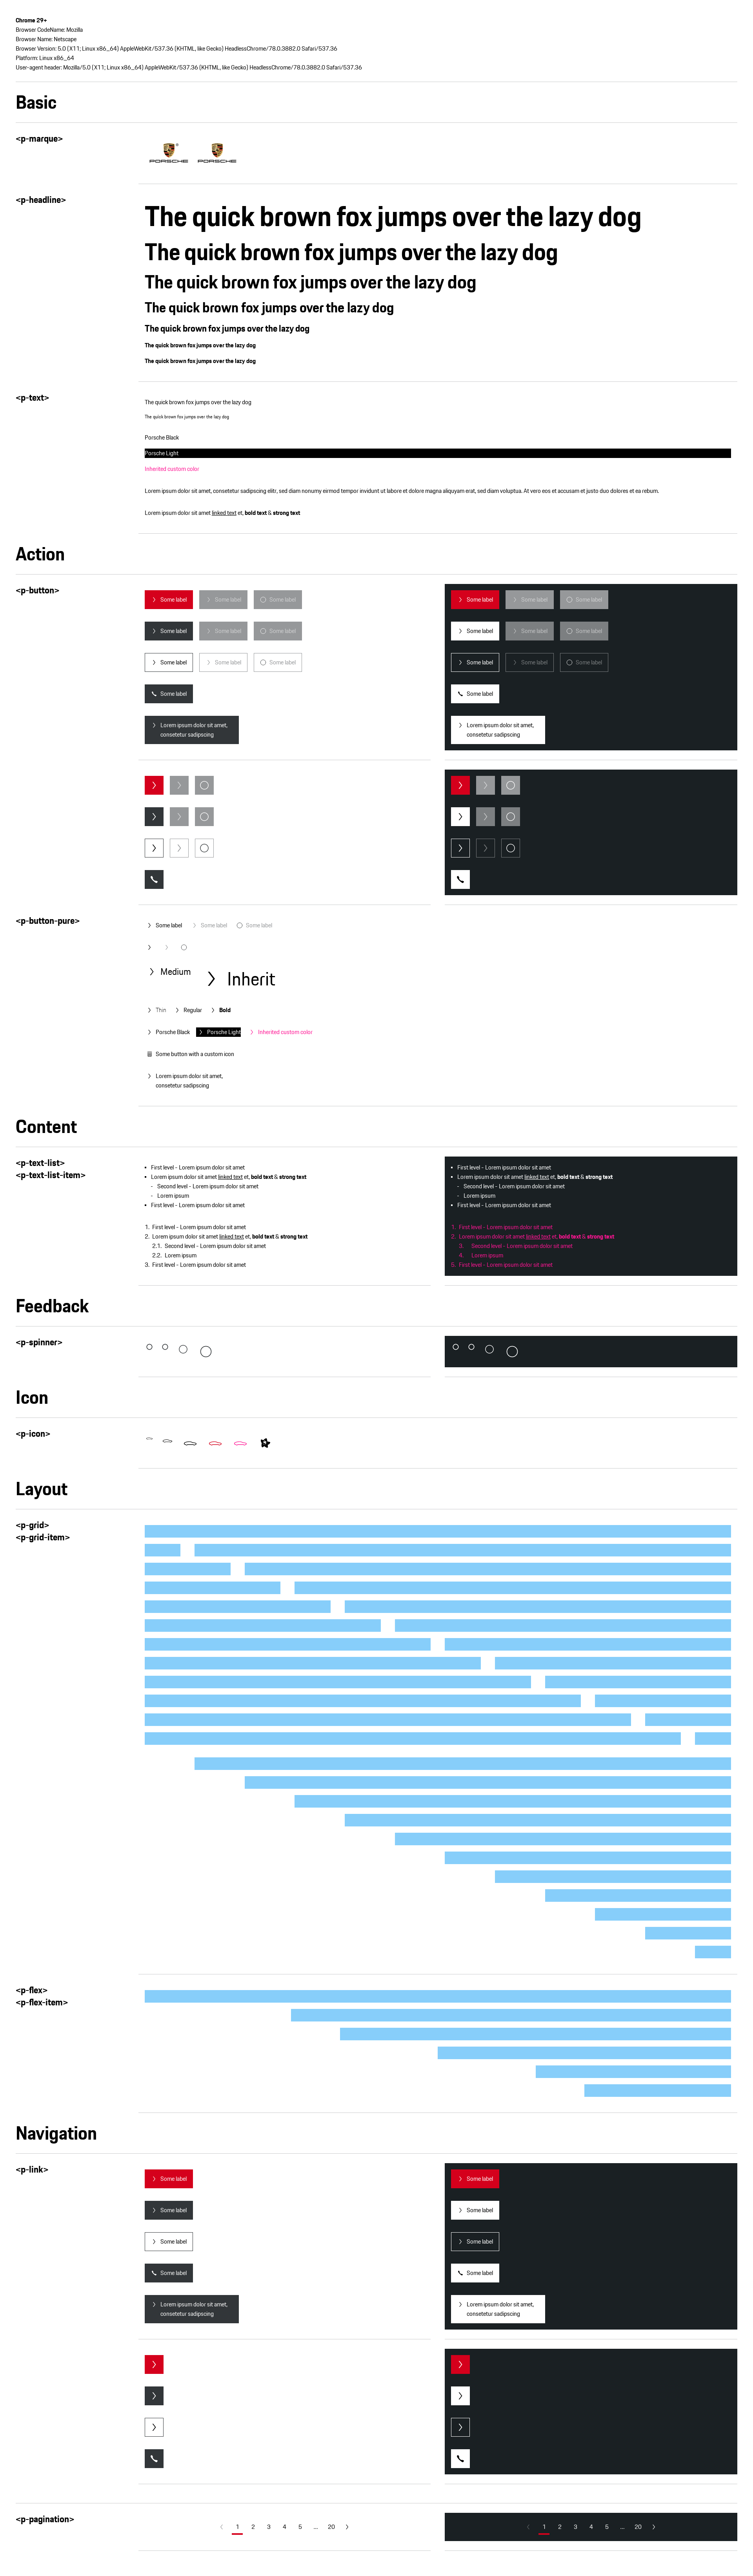 Chrome 29+
Browser CodeName: Mozilla
Browser Name: Netscape
Browser Version: 5.0 (X11; Linux x86_64) AppleWebKit/537.36 (KHTML, like Gecko) HeadlessChrome/78.0.3882.0 Safari/537.36
Platform: Linux x86_64
User-agent header: Mozilla/5.0 (X11; Linux x86_64) AppleWebKit/537.36 (KHTML, like Gecko) HeadlessChrome/78.0.3882.0 Safari/537.36
Basic
<p-marque>
PORSCHE PORSCHE
<p-headline>
The quick brown fox jumps over the lazy dog
The quick brown fox jumps over the lazy dog
The quick brown fox jumps over the lazy dog
The quick brown fox jumps over the lazy dog
The quick brown fox jumps over the lazy dog
The quick brown fox jumps over the lazy dog
The quick brown fox jumps over the lazy dog
<p-text>
The quick brown fox jumps over the lazy dog
The quick brown fox jumps over the lazy dog
Porsche Black
Porsche Light
Inherited custom color
Lorem ipsum dolor sit amet, consetetur sadipscing elitr, sed diam nonumy eirmod tempor invidunt ut labore et dolore magna aliquyam erat, sed diam voluptua. At vero eos et accusam et justo duo dolores et ea rebum.
Lorem ipsum dolor sit amet linked text et, bold text & strong text
Action
<p-button>
Some label Some label Some label
Some label Some label Some label
Some label Some label Some label
Some label
Lorem ipsum dolor sit amet,
consetetur sadipscing
Some label Some label Some label
Some label Some label Some label
Some label Some label Some label
Some label
Lorem ipsum dolor sit amet,
consetetur sadipscing
<p-button-pure>
Some label Some label Some label
Medium Inherit
Thin Regular Bold
Porsche Black Porsche Light Inherited custom color
Some button with a custom icon
Lorem ipsum dolor sit amet,
consetetur sadipscing
Content
<p-text-list>
<p-text-list-item>
• First level - Lorem ipsum dolor sit amet
• Lorem ipsum dolor sit amet linked text et, bold text & strong text
- Second level - Lorem ipsum dolor sit amet
- Lorem ipsum
• First level - Lorem ipsum dolor sit amet
1. First level - Lorem ipsum dolor sit amet
2. Lorem ipsum dolor sit amet linked text et, bold text & strong text
2.1. Second level - Lorem ipsum dolor sit amet
2.2. Lorem ipsum
3. First level - Lorem ipsum dolor sit amet
• First level - Lorem ipsum dolor sit amet
• Lorem ipsum dolor sit amet linked text et, bold text & strong text
- Second level - Lorem ipsum dolor sit amet
- Lorem ipsum
• First level - Lorem ipsum dolor sit amet
1. First level - Lorem ipsum dolor sit amet
2. Lorem ipsum dolor sit amet linked text et, bold text & strong text
3. Second level - Lorem ipsum dolor sit amet
4. Lorem ipsum
5. First level - Lorem ipsum dolor sit amet
Feedback
<p-spinner>
Icon
<p-icon>
Layout
<p-grid>
<p-grid-item>
<p-flex>
<p-flex-item>
Navigation
<p-link>
Some label
Some label
Some label
Some label
Lorem ipsum dolor sit amet,
consetetur sadipscing
Some label
Some label
Some label
Some label
Lorem ipsum dolor sit amet,
consetetur sadipscing
<p-pagination>
1 2 3 4 5 ... 20
1 2 3 4 5 ... 20